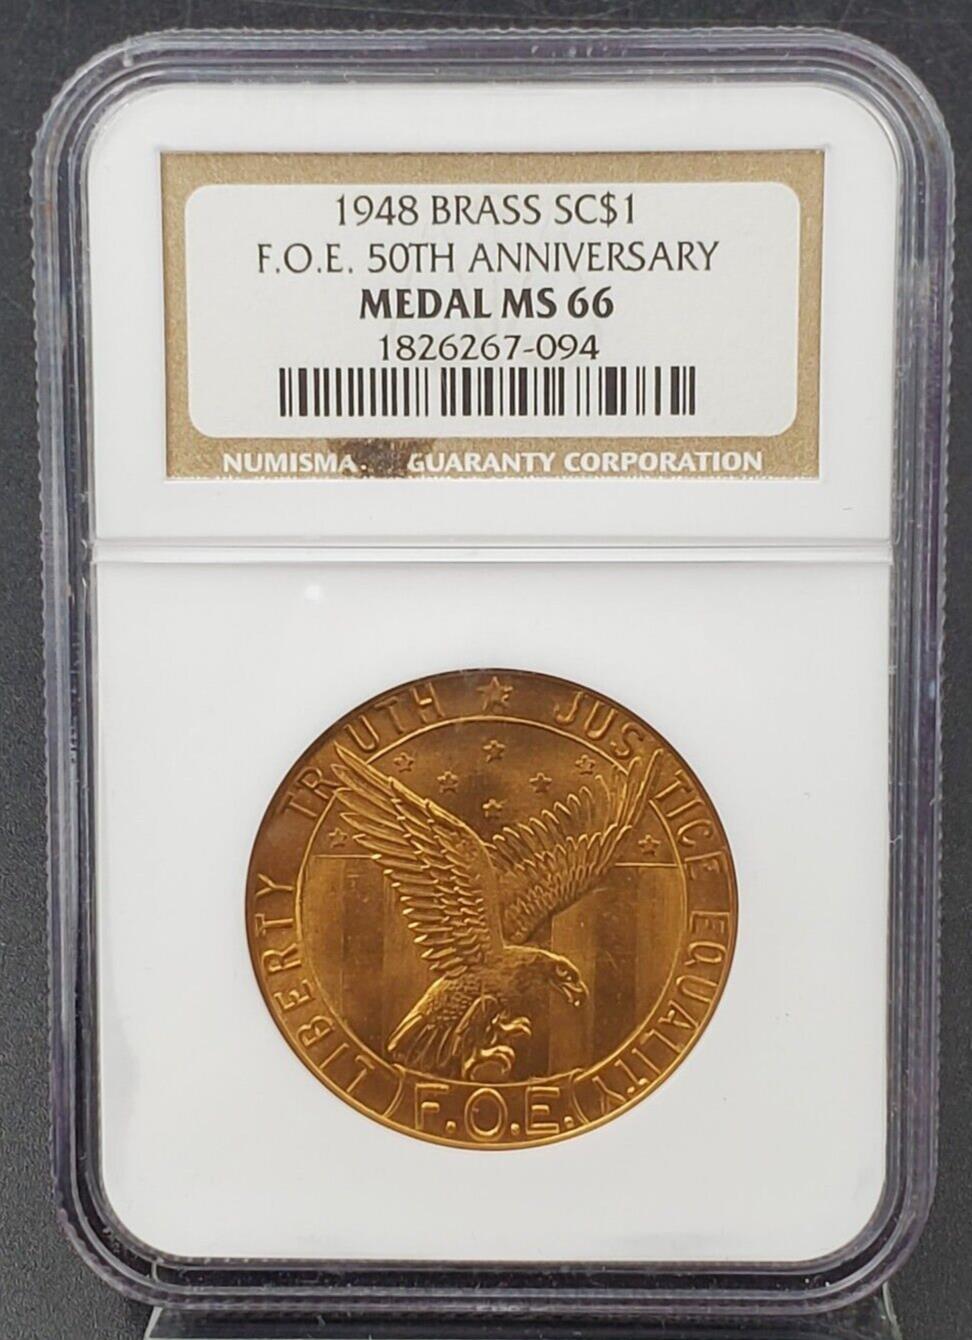 1948 BRASS SC$1
F.O.E. 50TH ANNIVERSARY
MEDAL MS 66
1826267-094
NUMISMA GUARANTY CORPORATION
LIBERTY TRUTH ★ JUSTICE EQUALITY
F.O.E.